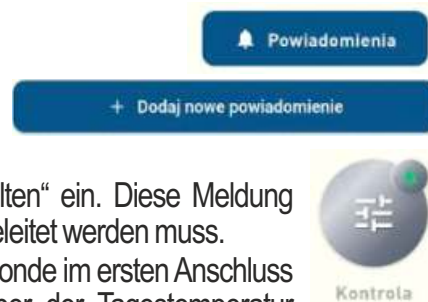 Powiadomienia
+ Dodaj nowe powiadomienie
lten“ ein. Diese Meldung
eleitet werden muss.
onde im ersten Anschluss
Kontrola
ber der Tagestemperatur